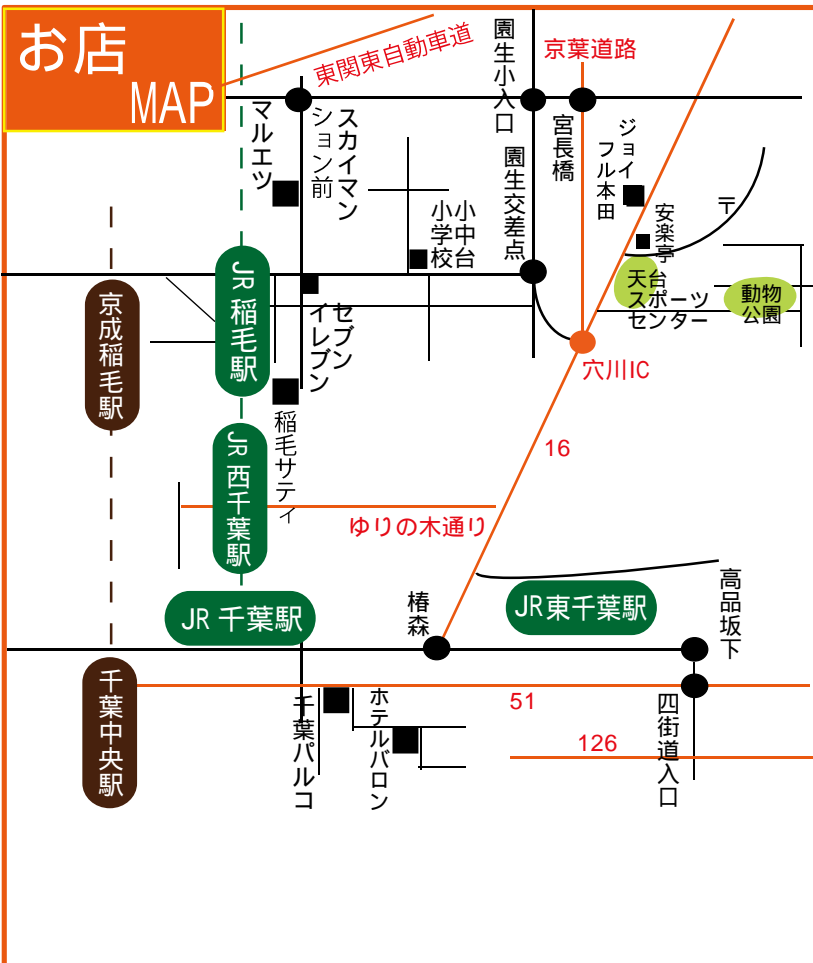 お店
MAP
東関東自動車道
園生小入口
京葉道路
マルエツ
スカイマン
ション前
宮長橋
ジョイ
フル本田
園生交差点
小中台
小学校
安楽亭
〒
天台
スポーツ
センター
動物
公園
JR 稲毛駅
京成稲毛駅
セブン
イレブン
穴川IC
稲毛サティ
16
JR 西千葉駅
ゆりの木通り
JR 千葉駅
椿森
JR東千葉駅
高品坂下
千葉中央駅
千葉パルコ
ホテルバロン
51
四街道入口
126